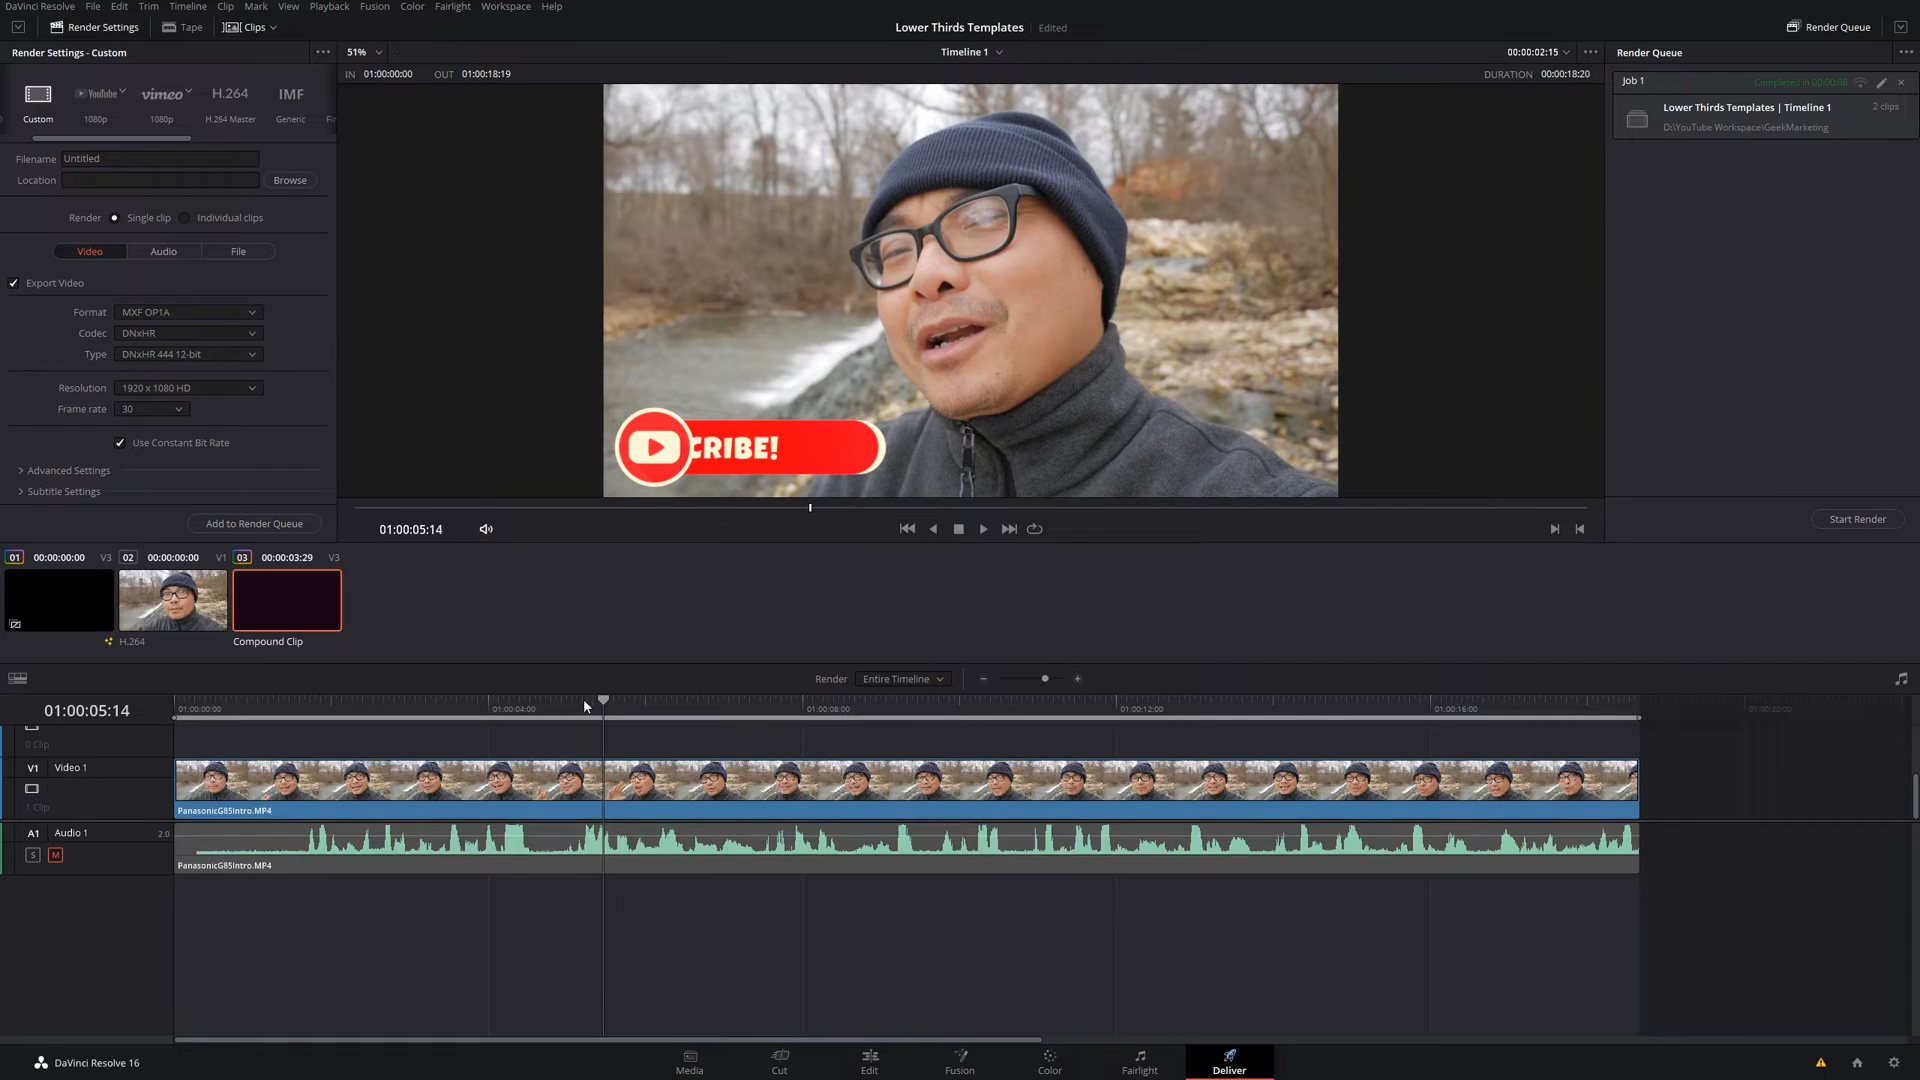 DaVinci Resolve File Edit Trim Timeline Clip Mark View Playback Fusion Color Fairlight Workspace Help
Render Settings Tape Clips Lower Thirds Templates Edited Render Queue
Render Settings - Custom 51% Timeline 1 00:00:02:15 Render Queue
IN 01:00:00:00 OUT 01:00:18:19 DURATION 00:00:18:20
YouTube vimeo H.264 IMF
Custom 1080p 1080p H.264 Master Generic
Job 1 Completed in 00:00:08
Lower Thirds Templates | Timeline 1 2 clips
D:\YouTube Workspace\GeekMarketing
Filename Untitled
Location Browse
Render Single clip Individual clips
Video Audio File
Export Video
Format MXF OP1A
Codec DNxHR
Type DNxHR 444 12-bit
Resolution 1920 x 1080 HD
Frame rate 30
Use Constant Bit Rate
Advanced Settings
Subtitle Settings
Add to Render Queue
CRIBE!
01:00:05:14
Start Render
01 00:00:00:00 V3 02 00:00:00:00 V1 03 00:00:03:29 V3
H.264 Compound Clip
Render Entire Timeline
01:00:05:14 01:00:00:00 01:00:04:00 01:00:08:00 01:00:12:00 01:00:16:00 01:00:20:00
0 Clip
V1 Video 1
1 Clip
PanasonicG85Intro.MP4
A1 Audio 1 2.0
S M
PanasonicG85Intro.MP4
DaVinci Resolve 16 Media Cut Edit Fusion Color Fairlight Deliver